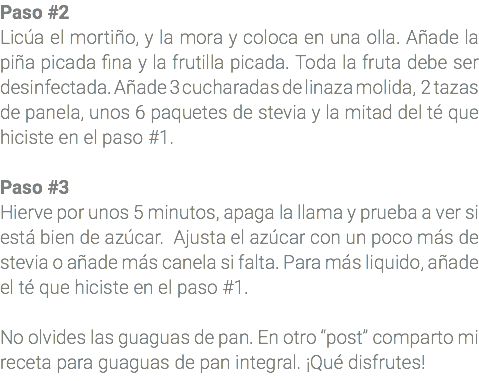 Paso #2
Licúa el mortiño, y la mora y coloca en una olla. Añade la
piña picada fina y la frutilla picada. Toda la fruta debe ser
desinfectada. Añade 3 cucharadas de linaza molida, 2 tazas
de panela, unos 6 paquetes de stevia y la mitad del té que
hiciste en el paso #1.
Paso #3
Hierve por unos 5 minutos, apaga la llama y prueba a ver si
está bien de azúcar. Ajusta el azúcar con un poco más de
stevia o añade más canela si falta. Para más liquido, añade
el té que hiciste en el paso #1.
No olvides las guaguas de pan. En otro “post” comparto mi
receta para guaguas de pan integral. ¡Qué disfrutes!